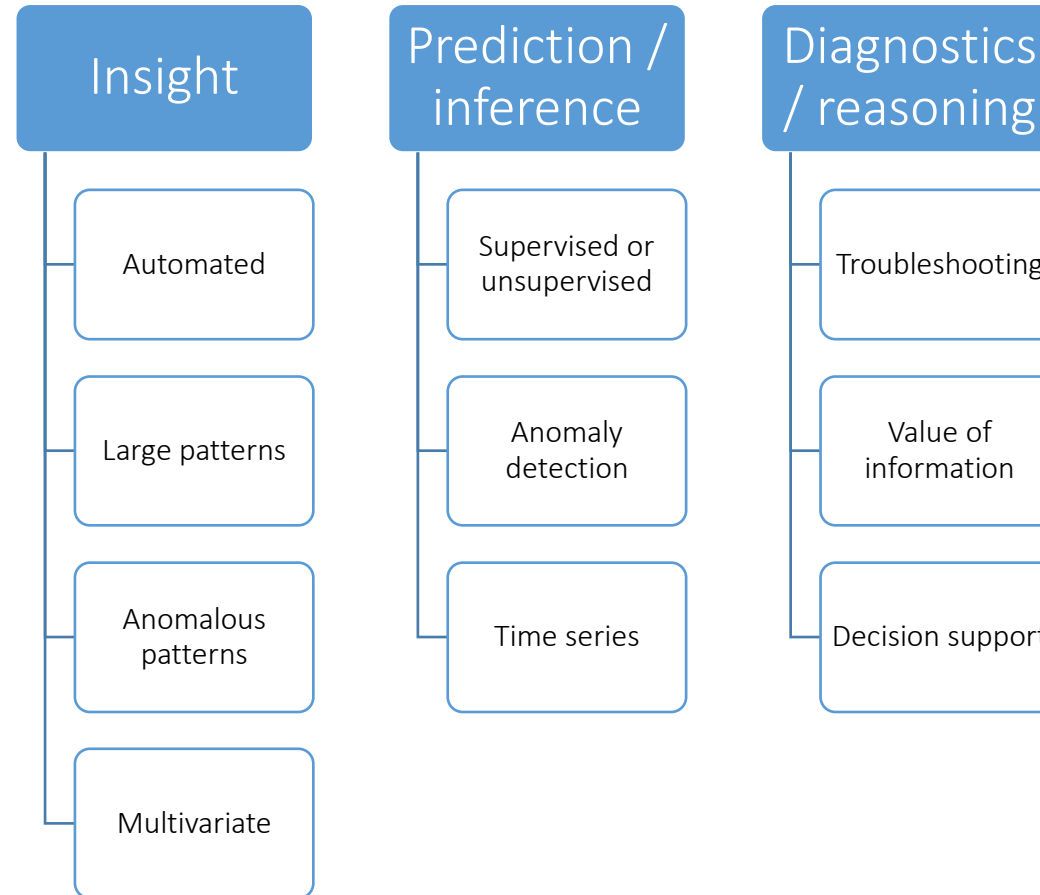 Insight
Automated
Large patterns
Anomalous
patterns
Multivariate
Prediction /
inference
Supervised or
unsupervised
Anomaly
detection
Time series
Diagnostics
/ reasoning
Troubleshooting
Value of
information
Decision support